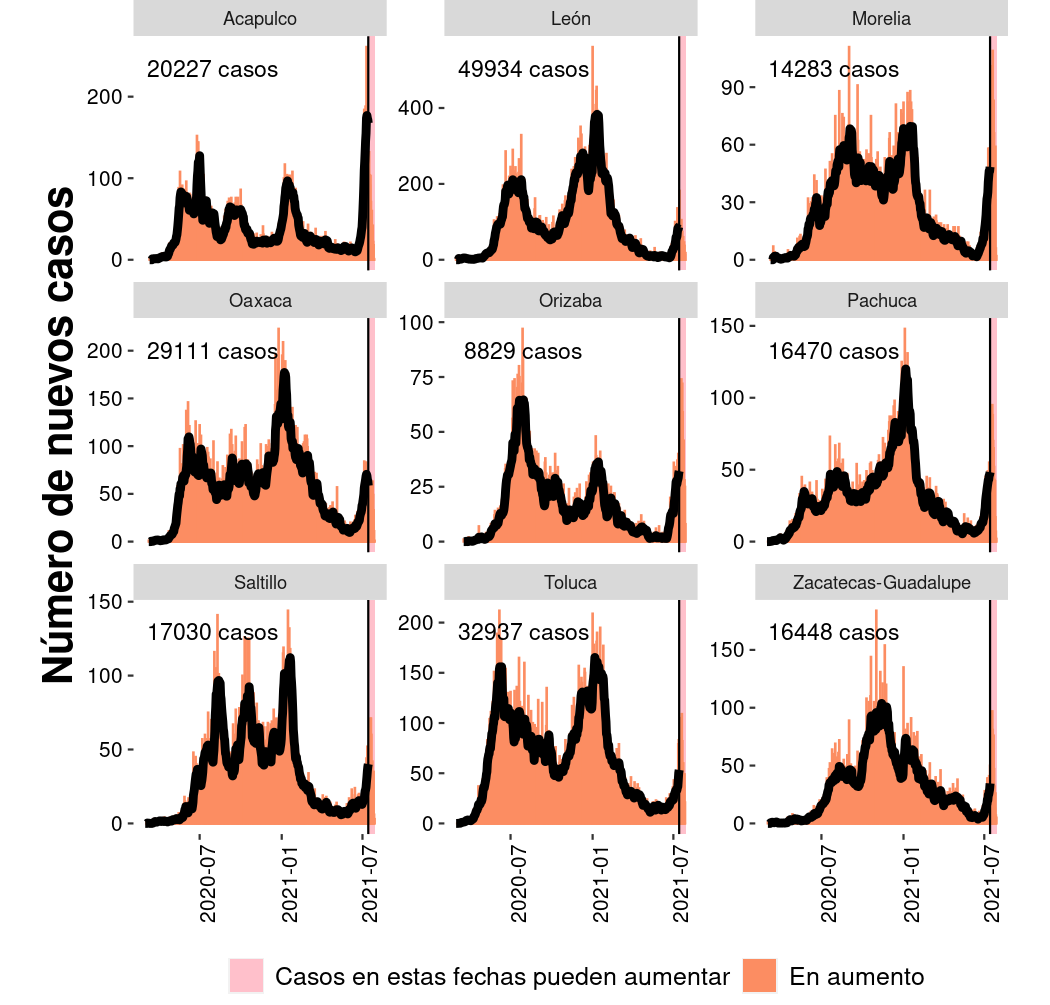 Número de nuevos casos
Acapulco
León
Morelia
20227 casos
49934 casos
14283 casos
200
100
0
400
200
0
90
60
30
0
Oaxaca
Orizaba
Pachuca
29111 casos
8829 casos
16470 casos
200
150
100
50
0
100
75
50
25
0
150
100
50
0
Saltillo
Toluca
Zacatecas-Guadalupe
17030 casos
32937 casos
16448 casos
150
100
50
0
200
150
100
50
0
150
100
50
0
2020-07
2021-01
2021-07
2020-07
2021-01
2021-07
2020-07
2021-01
2021-07
Casos en estas fechas pueden aumentar
En aumento